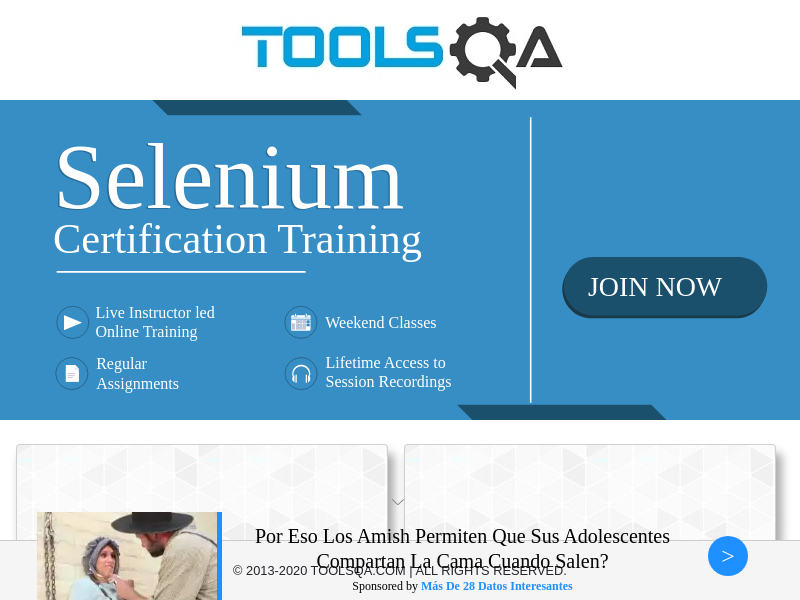 TOOLSQA
Selenium
Certification Training
Live Instructor led
Online Training
Weekend Classes
Regular
Assignments
Lifetime Access to
Session Recordings
JOIN NOW
Por Eso Los Amish Permiten Que Sus Adolescentes
Compartan La Cama Cuando Salen?
© 2013-2020 TOOLSQA.COM | ALL RIGHTS RESERVED.
Sponsored by Más De 28 Datos Interesantes
>